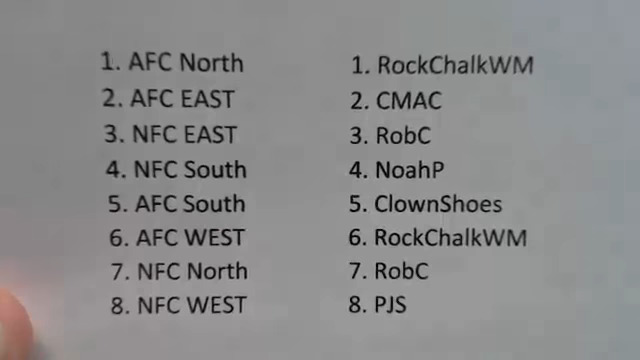 1. AFC North
2. AFC EAST
3. NFC EAST
4. NFC South
5. AFC South
6. AFC WEST
7. NFC North
8. NFC WEST
1. RockChalkWM
2. CMAC
3. RobC
4. NoahP
5. ClownShoes
6. RockChalkWM
7. RobC
8. PJS